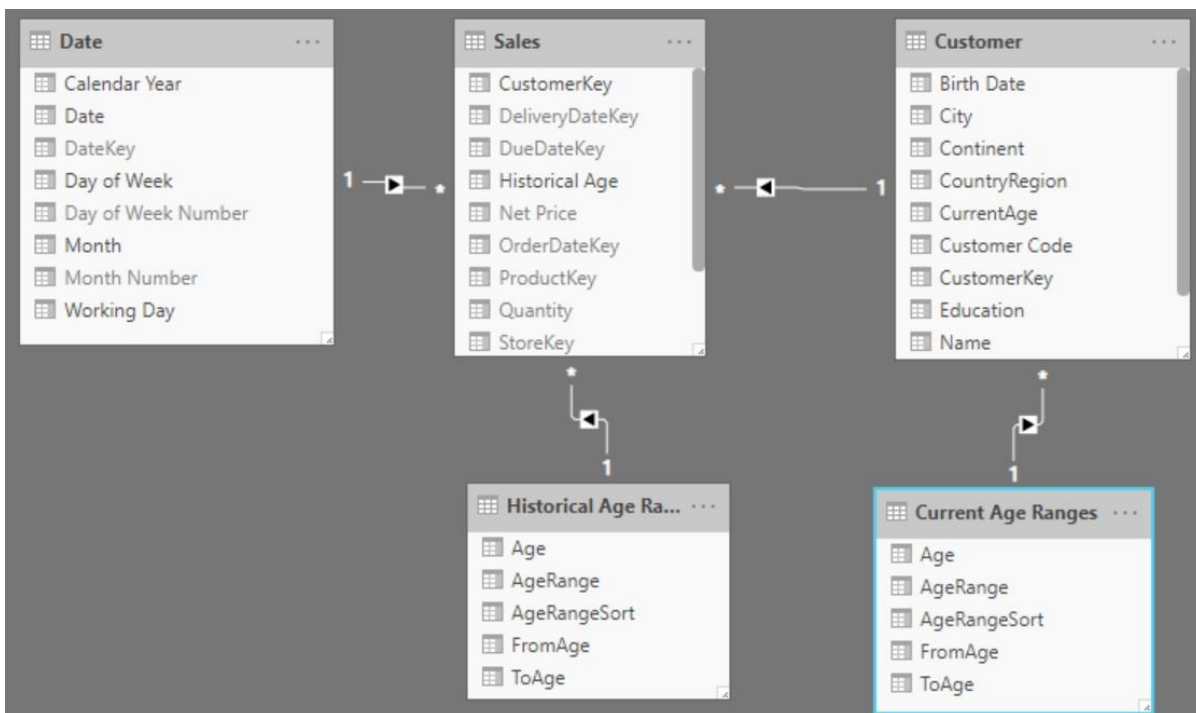 Date ...
Calendar Year
Date
DateKey
Day of Week
Day of Week Number
Month
Month Number
Working Day
1
*
Sales ...
CustomerKey
DeliveryDateKey
DueDateKey
Historical Age
Net Price
OrderDateKey
ProductKey
Quantity
StoreKey
*
1
Customer ...
Birth Date
City
Continent
CountryRegion
CurrentAge
Customer Code
CustomerKey
Education
Name
*
1
Historical Age Ra... ...
Age
AgeRange
AgeRangeSort
FromAge
ToAge
*
1
Current Age Ranges ...
Age
AgeRange
AgeRangeSort
FromAge
ToAge